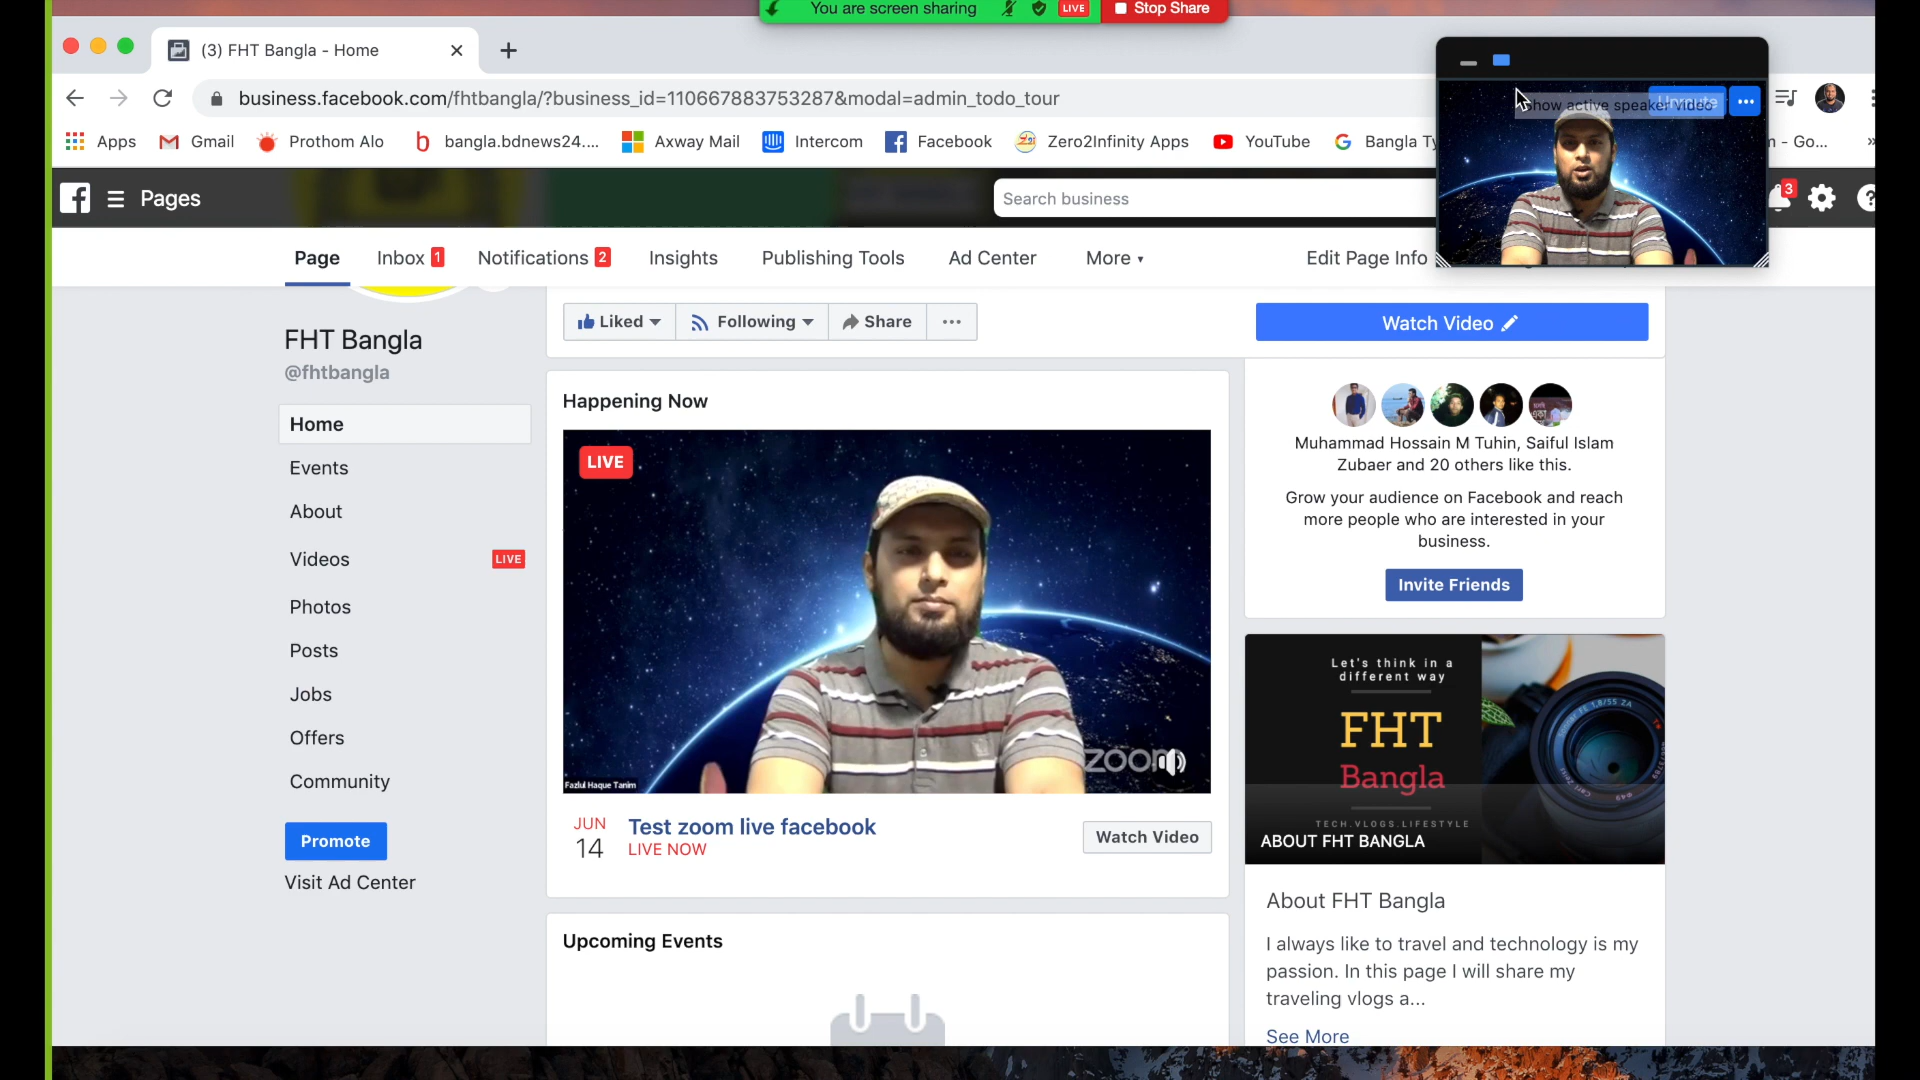 You are screen sharing
LIVE
Stop Share
(3) FHT Bangla - Home
business.facebook.com/fhtbangla/?business_id=110667883753287&modal=admin_todo_tour
Show active speaker video
Unmute
Apps
Gmail
Prothom Alo
bangla.bdnews24....
Axway Mail
Intercom
Facebook
Zero2Infinity Apps
YouTube
Bangla Ty
n - Go...
Pages
Search business
3
Page
Inbox 1
Notifications 2
Insights
Publishing Tools
Ad Center
More
Edit Page Info
FHT Bangla
@fhtbangla
Home
Events
About
Videos
LIVE
Photos
Posts
Jobs
Offers
Community
Promote
Visit Ad Center
Liked
Following
Share
Watch Video
Happening Now
LIVE
zoom
Fazlul Haque Tanim
JUN
14
Test zoom live facebook
LIVE NOW
Watch Video
Upcoming Events
Muhammad Hossain M Tuhin, Saiful Islam
Zubaer and 20 others like this.
Grow your audience on Facebook and reach
more people who are interested in your
business.
Invite Friends
Let's think in a
different way
FHT
Bangla
TECH.VLOGS.LIFESTYLE
ABOUT FHT BANGLA
About FHT Bangla
I always like to travel and technology is my
passion. In this page I will share my
traveling vlogs a...
See More